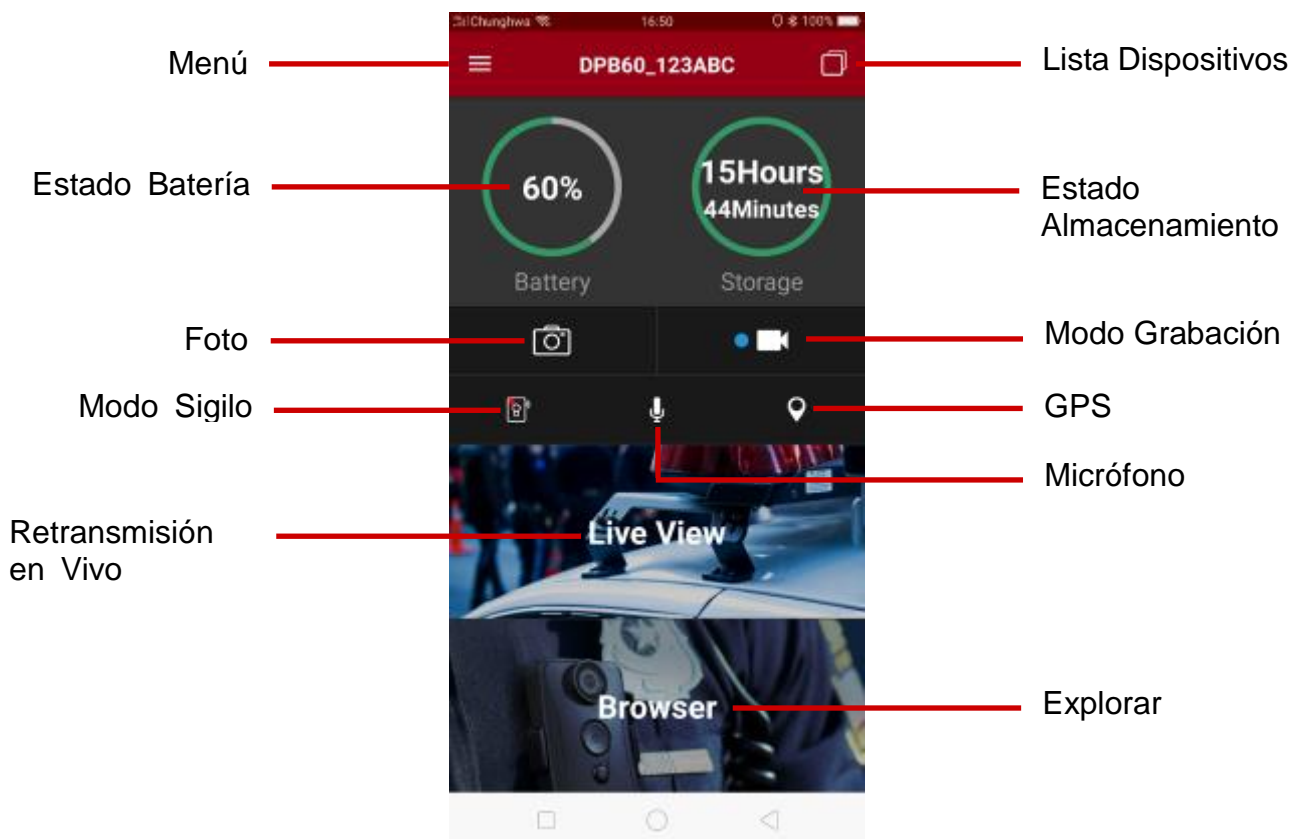 Chunghwa 16:50 100%
Menú
DPB60_123ABC
Lista Dispositivos
Estado Batería
60%
15Hours
44Minutes
Estado
Almacenamiento
Battery
Storage
Foto
Modo Grabación
Modo Sigilo
GPS
Micrófono
Retransmisión
en Vivo
Live View
Browser
Explorar